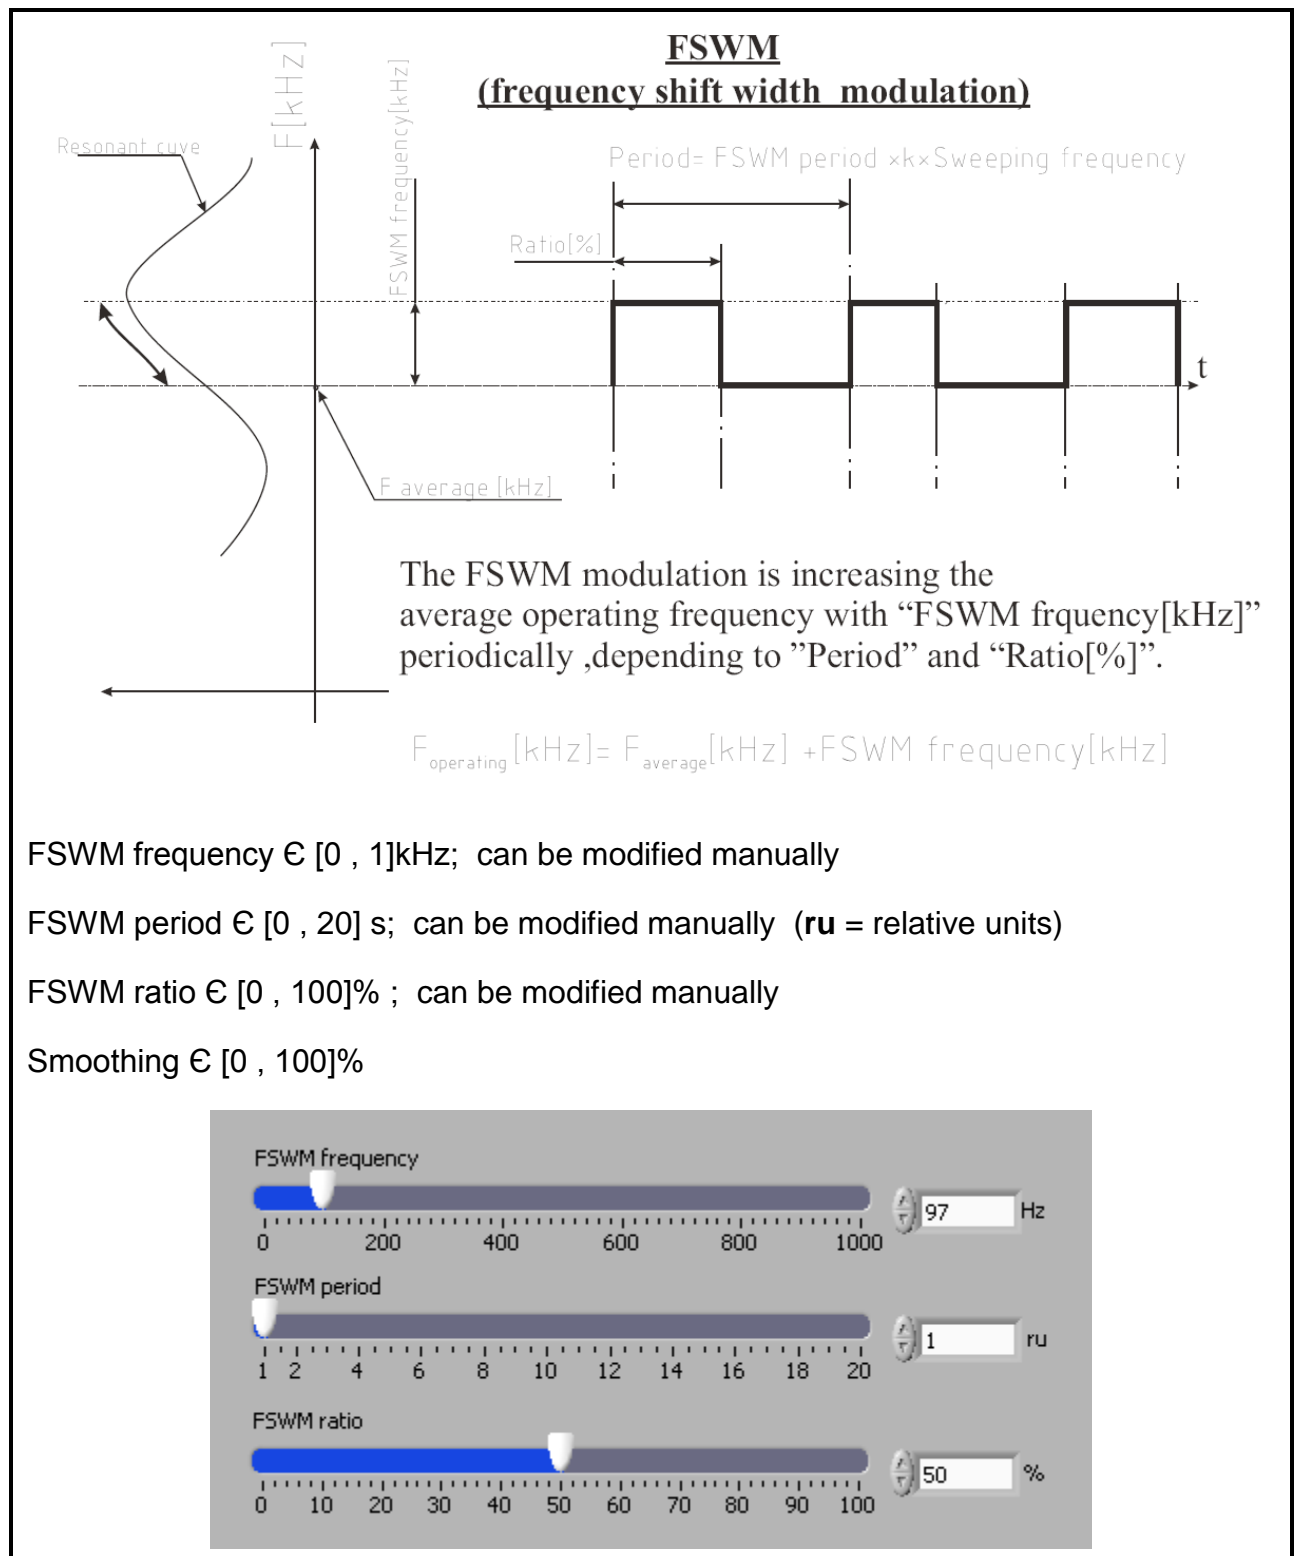 FSWM
(frequency shift width modulation)
F[kHz]
FSWM frequency[kHz]
Resonant cuve
Period= FSWM period ×k×Sweeping frequency
Ratio[%]
t
F average [kHz]
The FSWM modulation is increasing the
average operating frequency with “FSWM frquency[kHz]”
periodically ,depending to ”Period” and “Ratio[%]”.
Foperating[kHz]= Faverage[kHz] +FSWM frequency[kHz]
FSWM frequency Є [0 , 1]kHz; can be modified manually
FSWM period Є [0 , 20] s; can be modified manually (ru = relative units)
FSWM ratio Є [0 , 100]% ; can be modified manually
Smoothing Є [0 , 100]%
FSWM frequency
97 Hz
0 200 400 600 800 1000
FSWM period
1 ru
1 2 4 6 8 10 12 14 16 18 20
FSWM ratio
50 %
0 10 20 30 40 50 60 70 80 90 100